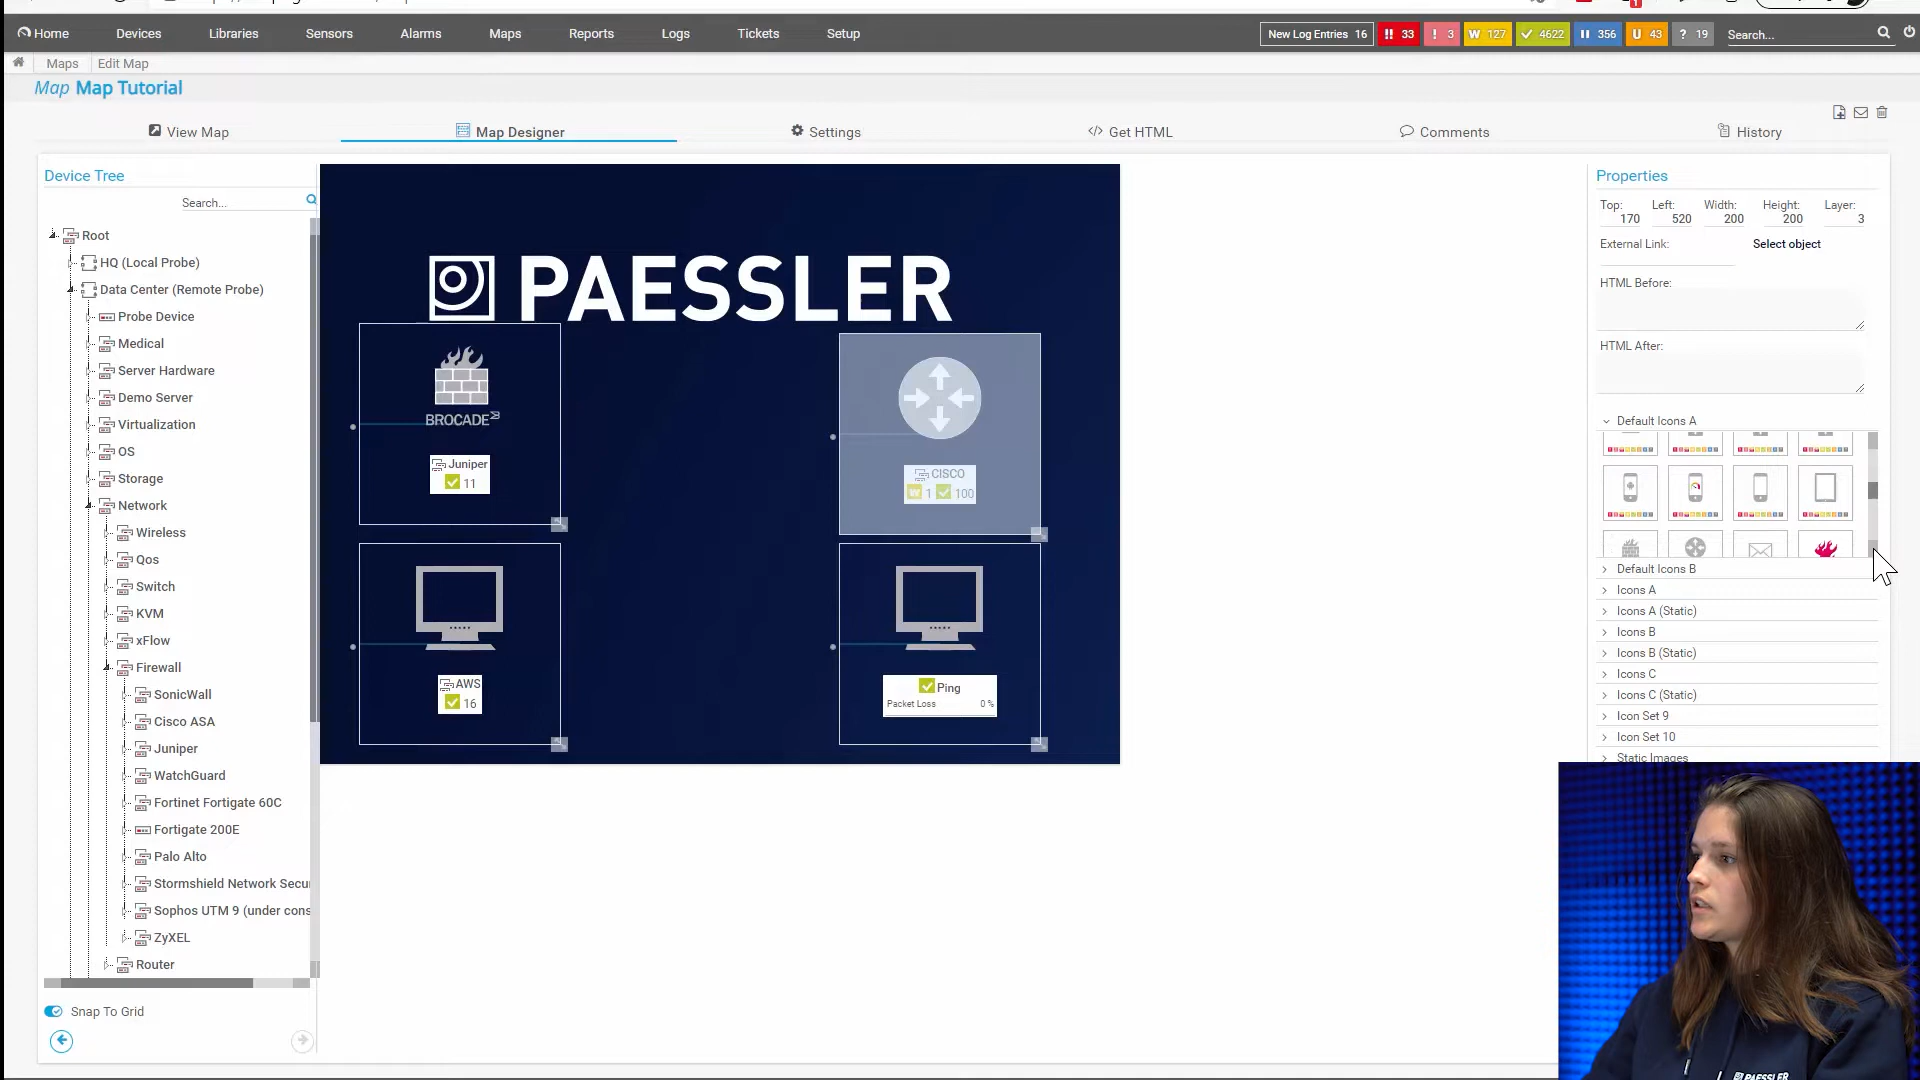 Home
Devices
Libraries
Sensors
Alarms
Maps
Reports
Logs
Tickets
Setup
New Log Entries 16
!! 33
! 3
W 127
4622
356
U 43
? 19
Search...
Maps
Edit Map
Map Map Tutorial
View Map
Map Designer
Settings
Get HTML
Comments
History
Device Tree
Search...
Root
HQ (Local Probe)
Data Center (Remote Probe)
Probe Device
Medical
Server Hardware
Demo Server
Virtualization
OS
Storage
Network
Wireless
Qos
Switch
KVM
xFlow
Firewall
SonicWall
Cisco ASA
Juniper
WatchGuard
Fortinet Fortigate 60C
Fortigate 200E
Palo Alto
Stormshield Network Secu
Sophos UTM 9 (under cons
ZyXEL
Router
Snap To Grid
PAESSLER
BROCADE
Juniper
11
CISCO
W 1 100
AWS
16
Ping
Packet Loss 0 %
Properties
Top: Left: Width: Height: Layer:
170 520 200 200 3
External Link: Select object
HTML Before:
HTML After:
Default Icons A
Default Icons B
Icons A
Icons A (Static)
Icons B
Icons B (Static)
Icons C
Icons C (Static)
Icon Set 9
Icon Set 10
Static Images
PAESSLER